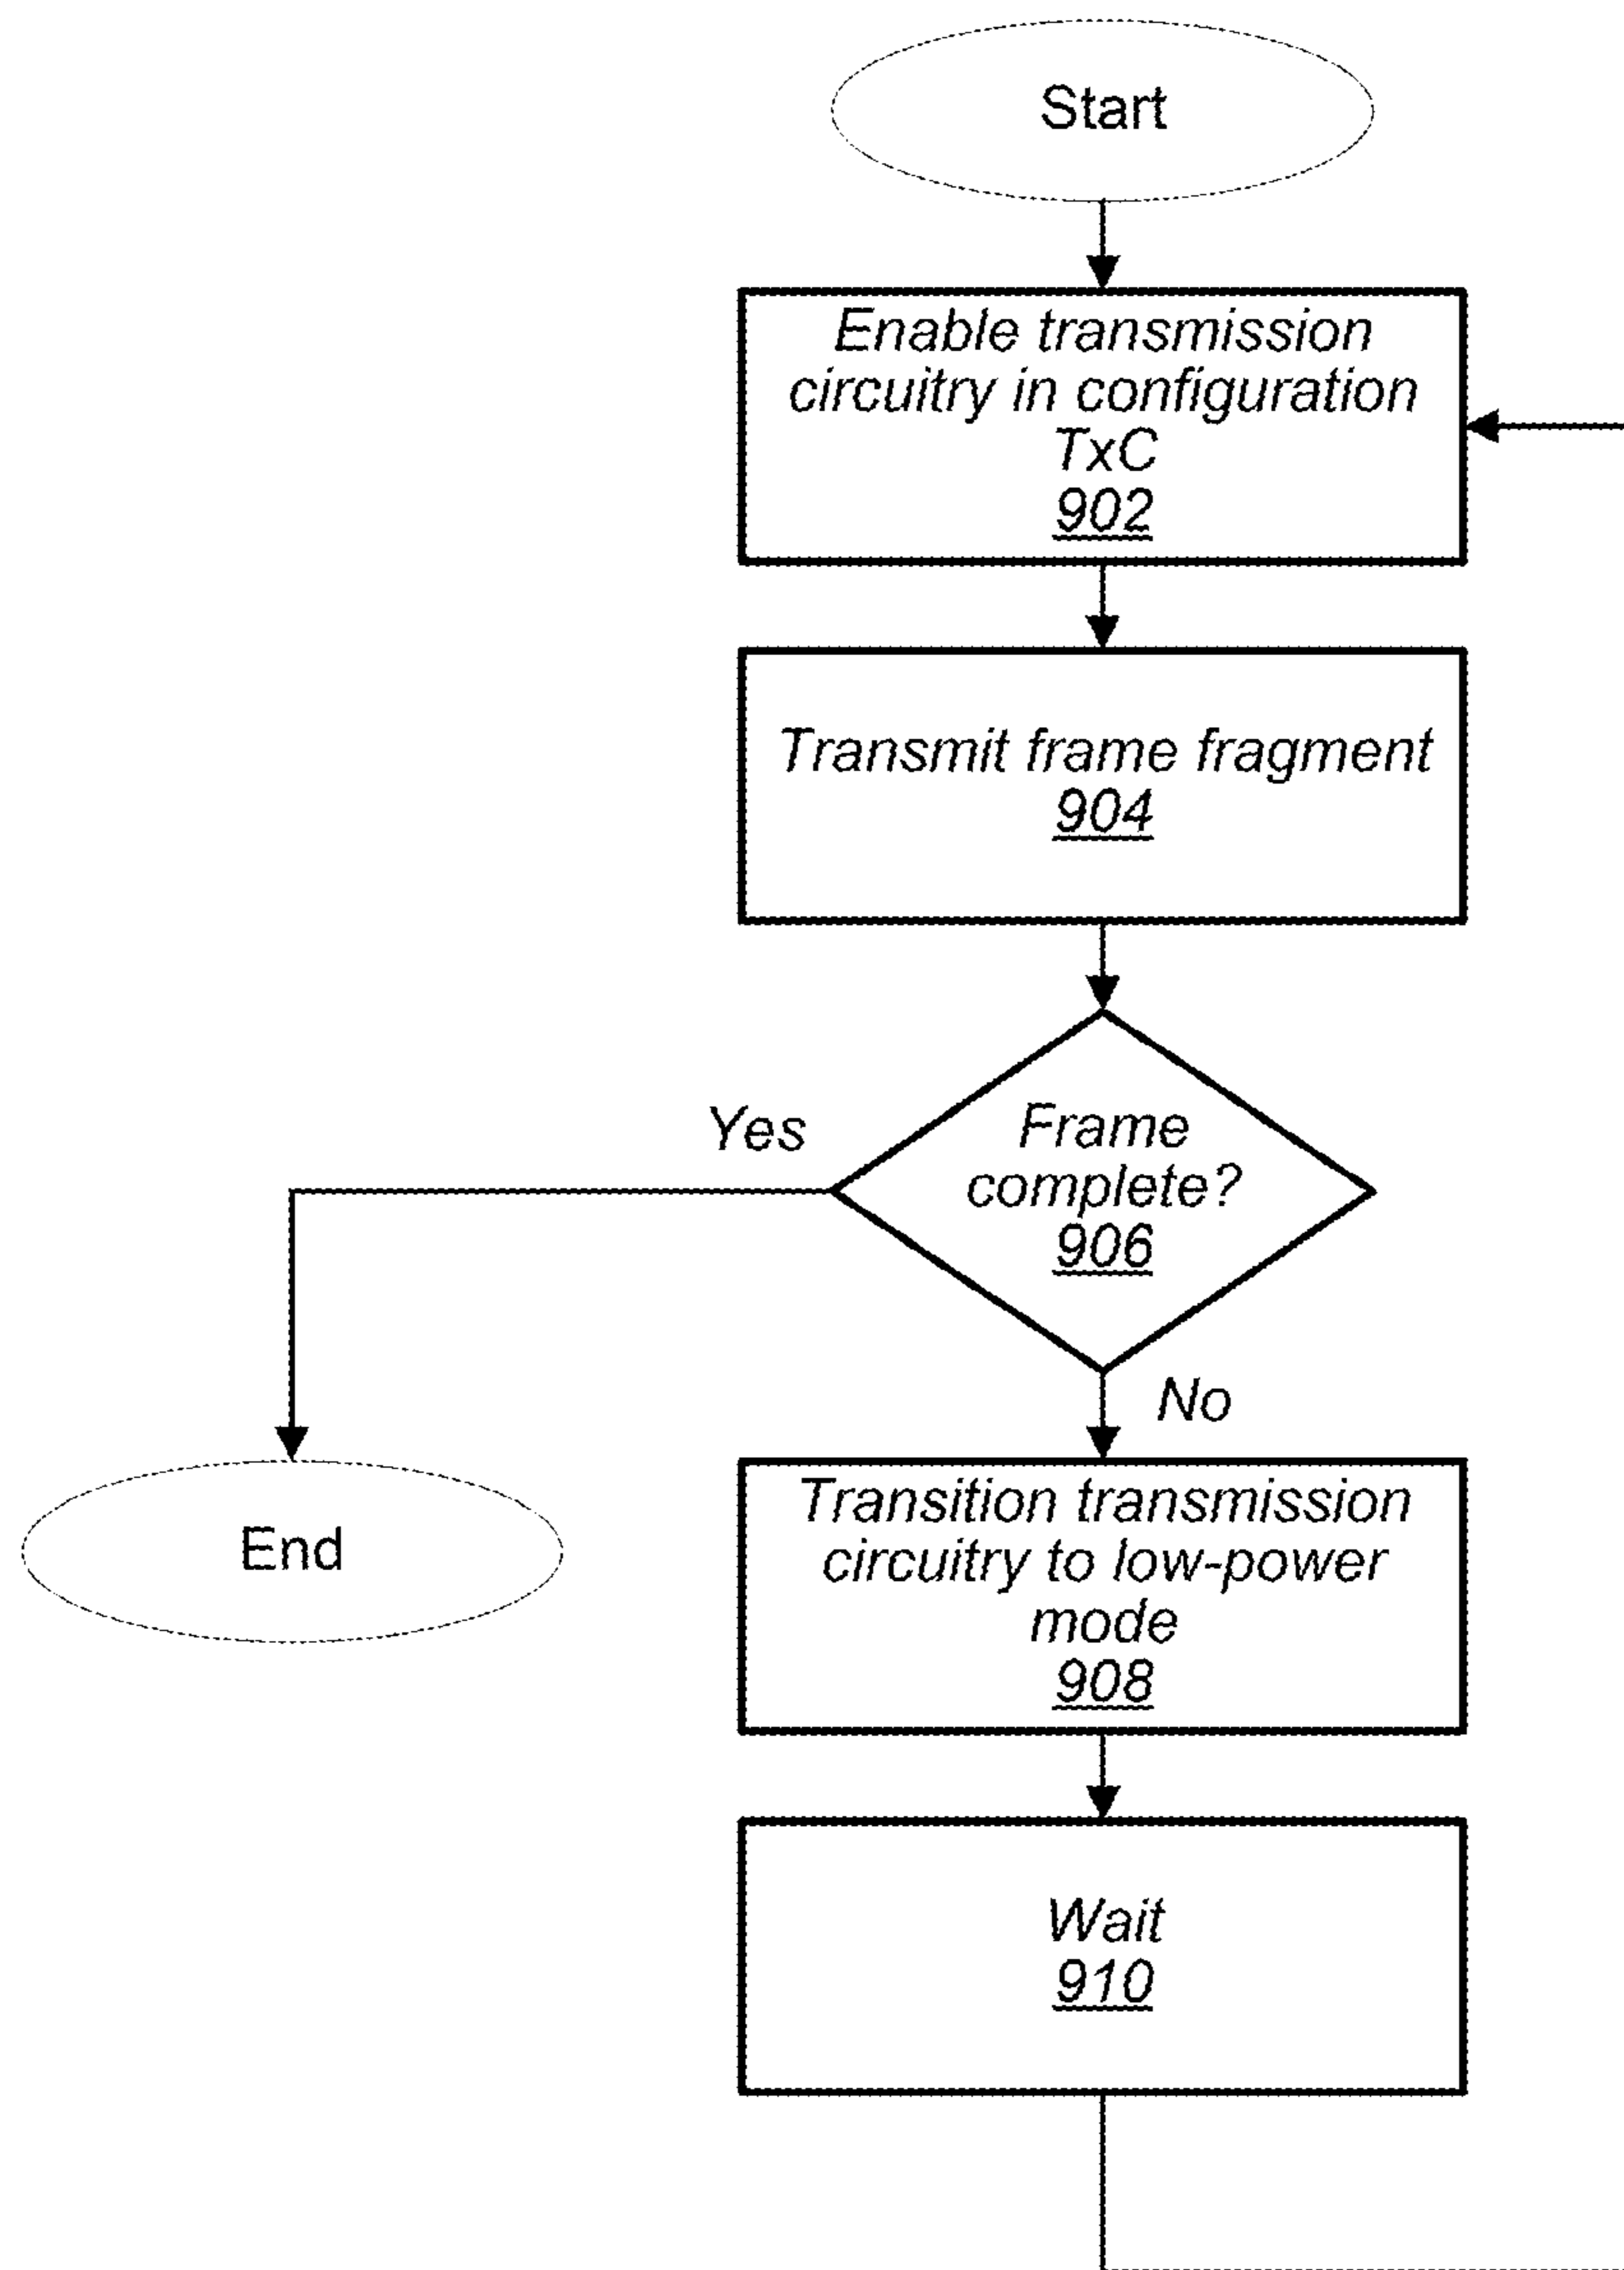 Start
Enable transmission
circuitry in configuration
TxC
902
Transmit frame fragment
904
Yes
Frame
complete?
906
No
End
Transition transmission
circuitry to low-power
mode
908
Wait
910